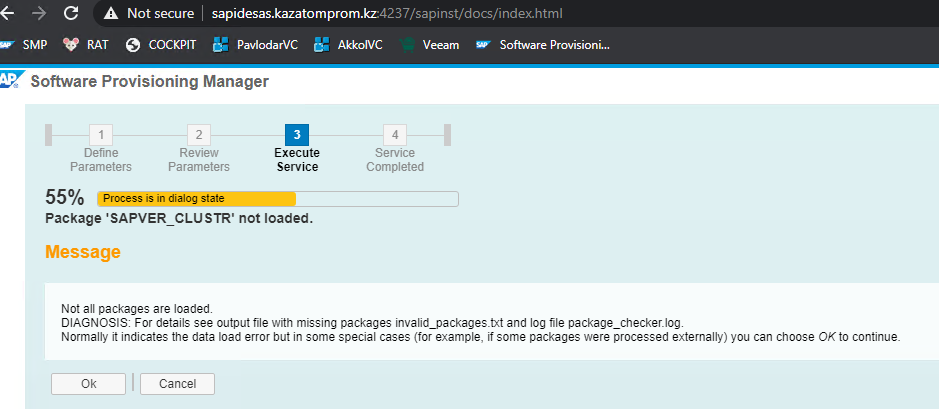 Not secure | sapidesas.kazatomprom.kz:4237/sapinst/docs/index.html
SAP SMP RAT COCKPIT PavlodarVC AkkolVC Veeam SAP Software Provisioni...
SAP Software Provisioning Manager
1 2 3 4
Define Review Execute Service
Parameters Parameters Service Completed
55% Process is in dialog state
Package 'SAPVER_CLUSTR' not loaded.
Message
Not all packages are loaded.
DIAGNOSIS: For details see output file with missing packages invalid_packages.txt and log file package_checker.log.
Normally it indicates the data load error but in some special cases (for example, if some packages were processed externally) you can choose OK to continue.
Ok Cancel